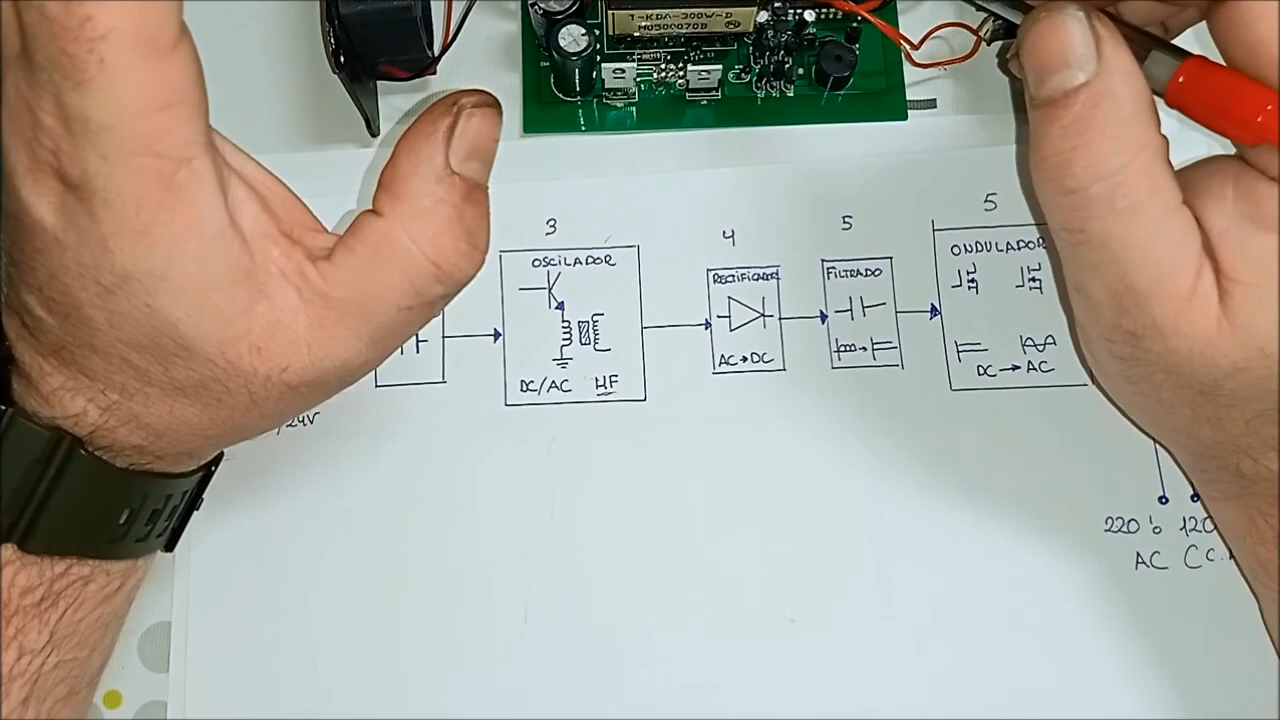 T-KDA-300W-D
M0500070B
3
4
5
5
OSCILADOR
DC/AC HF
RECTIFICADOR
AC→DC
FILTRADO
ONDULADOR
DC→AC
/24V
220 ó 120
AC C.C.